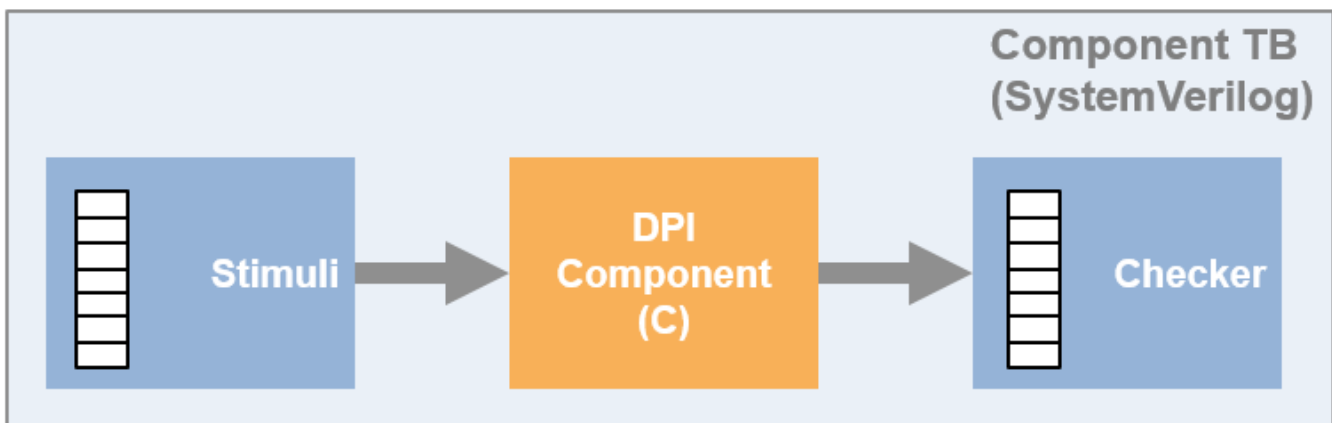 Component TB
(SystemVerilog)
Stimuli
DPI
Component
(C)
Checker